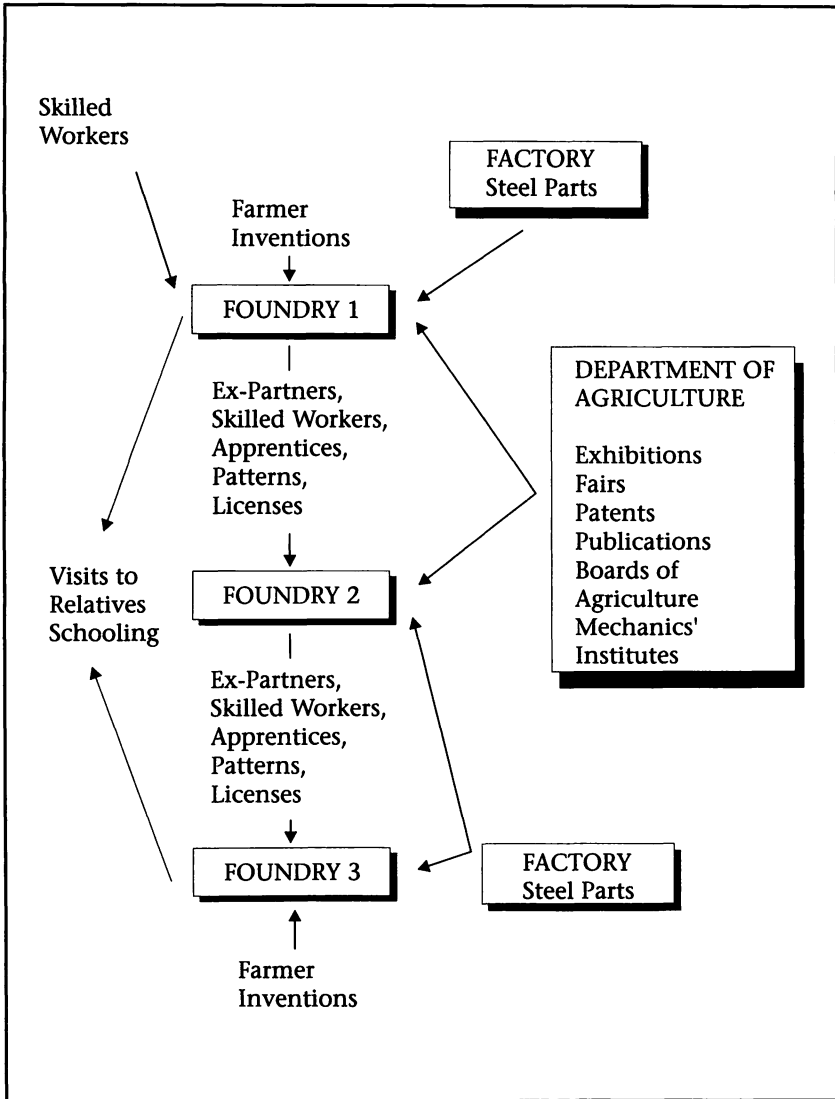 Skilled
Workers
FACTORY
Steel Parts
Farmer
Inventions
FOUNDRY 1
DEPARTMENT OF
AGRICULTURE
Exhibitions
Fairs
Patents
Publications
Boards of
Agriculture
Mechanics'
Institutes
Ex-Partners,
Skilled Workers,
Apprentices,
Patterns,
Licenses
Visits to
Relatives
Schooling
FOUNDRY 2
Ex-Partners,
Skilled Workers,
Apprentices,
Patterns,
Licenses
FOUNDRY 3
FACTORY
Steel Parts
Farmer
Inventions